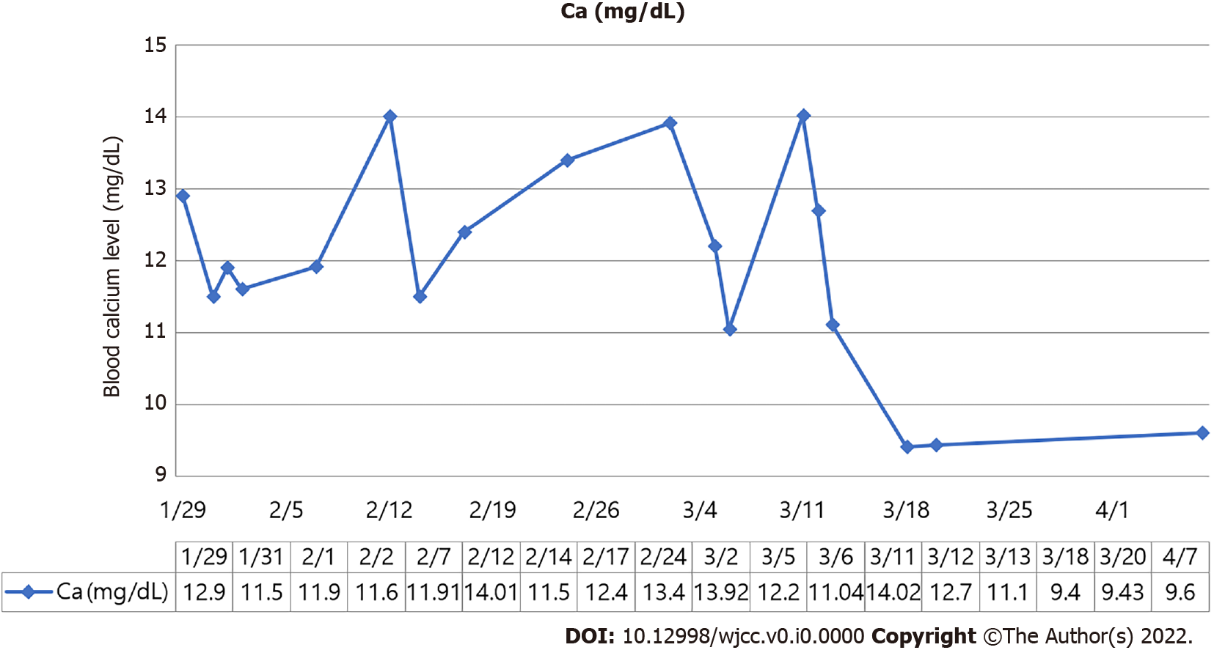 Ca (mg/dL)
15
14
13
12
11
10
9
Blood calcium level (mg/dL)
1/29 2/5 2/12 2/19 2/26 3/4 3/11 3/18 3/25 4/1
1/29 1/31 2/1 2/2 2/7 2/12 2/14 2/17 2/24 3/2 3/5 3/6 3/11 3/12 3/13 3/18 3/20 4/7
Ca (mg/dL) 12.9 11.5 11.9 11.6 11.91 14.01 11.5 12.4 13.4 13.92 12.2 11.04 14.02 12.7 11.1 9.4 9.43 9.6
DOI: 10.12998/wjcc.v0.i0.0000 Copyright ©The Author(s) 2022.